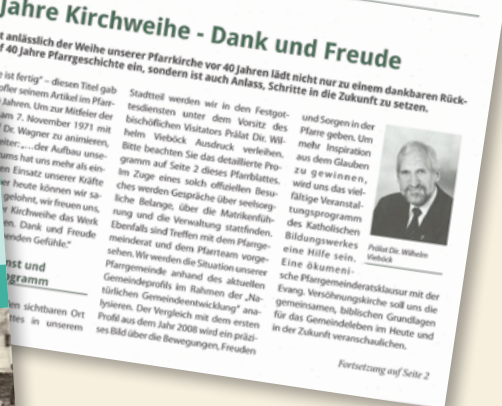 Jahre Kirchweihe - Dank und Freude
t anlässlich der Weihe unserer Pfarrkirche vor 40 Jahren lädt nicht nur zu einem dankbaren Rück-
f 40 Jahre Pfarrgeschichte ein, sondern ist auch Anlass, Schritte in die Zukunft zu setzen.
e ist fertig" – diesen Titel gab
ofler seinem Artikel im Pfarr-
Jahren. Um zur Mitfeier der
am 7. November 1971 mit
Dr. Wagner zu animieren,
eiter: „...der Aufbau unse-
ums hat uns mehr als ein-
en Einsatz unserer Kräfte
er heute können wir sa-
gelohnt, wir freuen uns,
er Kirchweihe das Werk
en. Dank und Freude
enden Gefühle."
nst und
ogramm
en sichtbaren Ort
ttes in unserem
Stadtteil werden wir in den Festgot-
tesdiensten unter dem Vorsitz des
bischöflichen Visitators Prälat Dir. Wil-
helm Vieböck Ausdruck verleihen.
Bitte beachten Sie das detaillierte Pro-
gramm auf Seite 2 dieses Pfarrblattes.
Im Zuge eines solch offiziellen Besu-
ches werden Gespräche über seelsorg-
liche Belange, über die Matrikenfüh-
rung und die Verwaltung stattfinden.
Ebenfalls sind Treffen mit dem Pfarrge-
meinderat und dem Pfarrteam vorge-
sehen. Wir werden die Situation unserer
Pfarrgemeinde anhand des aktuellen
Gemeindeprofils im Rahmen der „Na-
türlichen Gemeindeentwicklung" ana-
lysieren. Der Vergleich mit dem ersten
Profil aus dem Jahr 2008 wird ein präzi-
ses Bild über die Bewegungen, Freuden
und Sorgen in der
Pfarre geben. Um
mehr Inspiration
aus dem Glauben
zu gewinnen,
wird uns das viel-
fältige Veranstal-
tungsprogramm
des Katholischen
Bildungswerkes
eine Hilfe sein.
Eine ökumeni-
sche Pfarrgemeinderatsklausur mit der
Evang. Versöhnungskirche soll uns die
gemeinsamen, biblischen Grundlagen
für das Gemeindeleben im Heute und
in der Zukunft veranschaulichen.
Prälat Dir. Wilhelm
Vieböck
Fortsetzung auf Seite 2